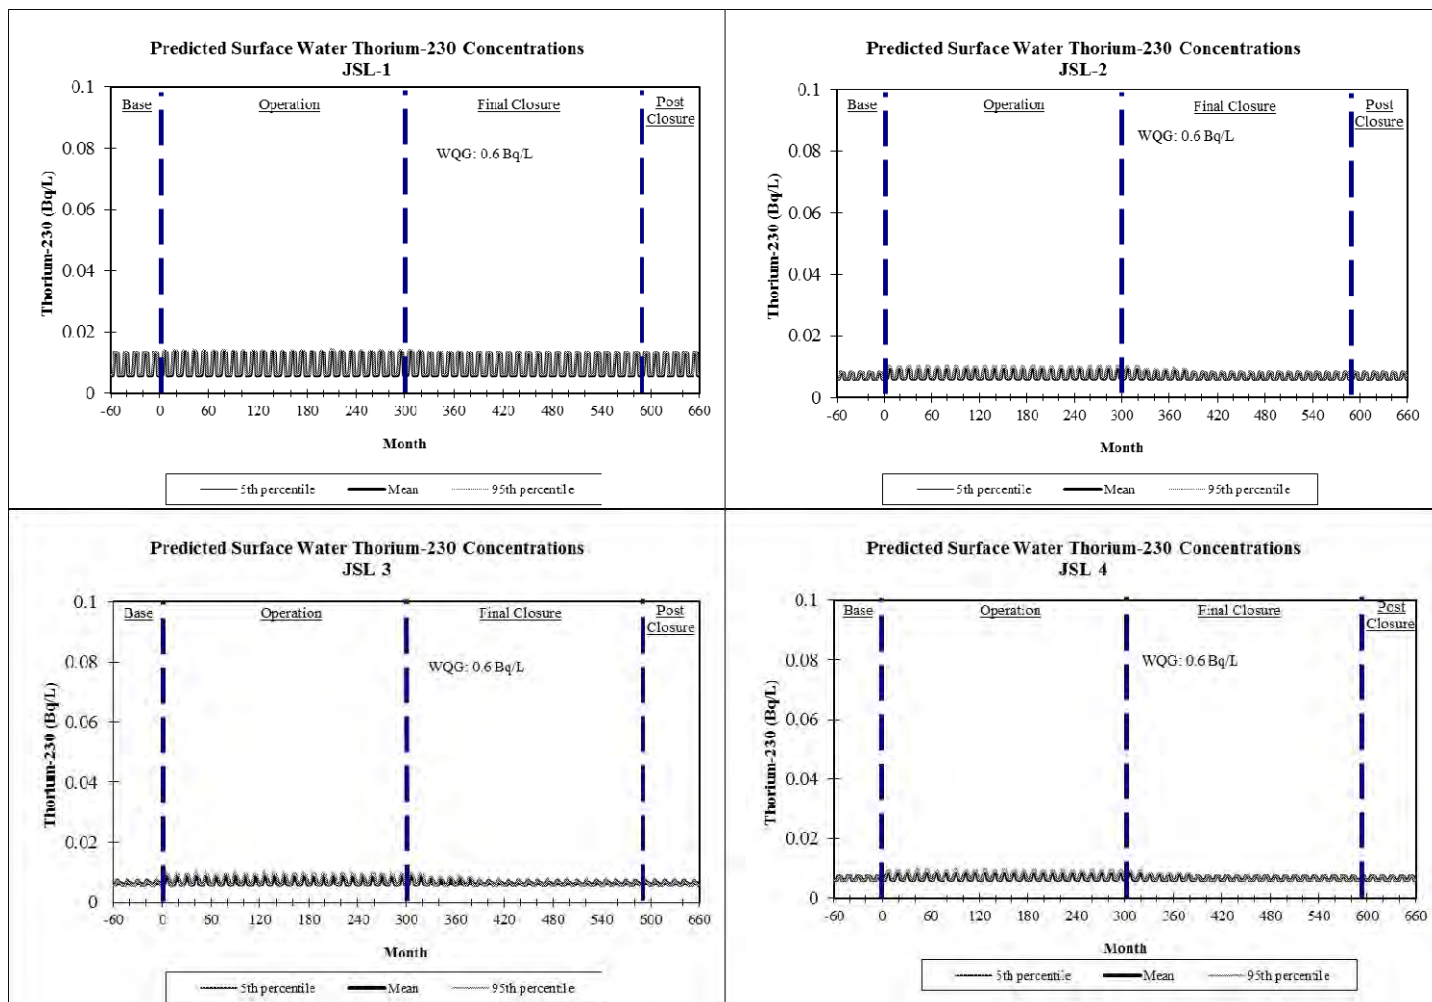 Predicted Surface Water Thorium-230 Concentrations
JSL-1
0.1
Base
Operation
Final Closure
Post
Closure
0.08
WQG: 0.6 Bq/L
0.06
Thorium-230 (Bq/L)
0.04
0.02
0
-60 0 60 120 180 240 300 360 420 480 540 600 660
Month
5th percentile Mean 95th percentile
Predicted Surface Water Thorium-230 Concentrations
JSL-2
0.1
Base
Operation
Final Closure
Post
Closure
WQG: 0.6 Bq/L
0.08
0.06
Thorium-230 (Bq/L)
0.04
0.02
0
-60 0 60 120 180 240 300 360 420 480 540 600 660
Month
5th percentile Mean 95th percentile
Predicted Surface Water Thorium-230 Concentrations
JSL 3
0.1
Base
Operation
Final Closure
Post
Closure
0.08
WQG: 0.6 Bq/L
0.06
Thorium-230 (Bq/L)
0.04
0.02
0
-60 0 60 120 180 240 300 360 420 480 540 600 660
Month
5th percentile Mean 95th percentile
Predicted Surface Water Thorium-230 Concentrations
JSL 4
0.1
Base
Operation
Final Closure
Post
Closure
0.08
WQG: 0.6 Bq/L
0.06
Thorium-230 (Bq/L)
0.04
0.02
0
-60 0 60 120 180 240 300 360 420 480 540 600 660
Month
5th percentile Mean 95th percentile